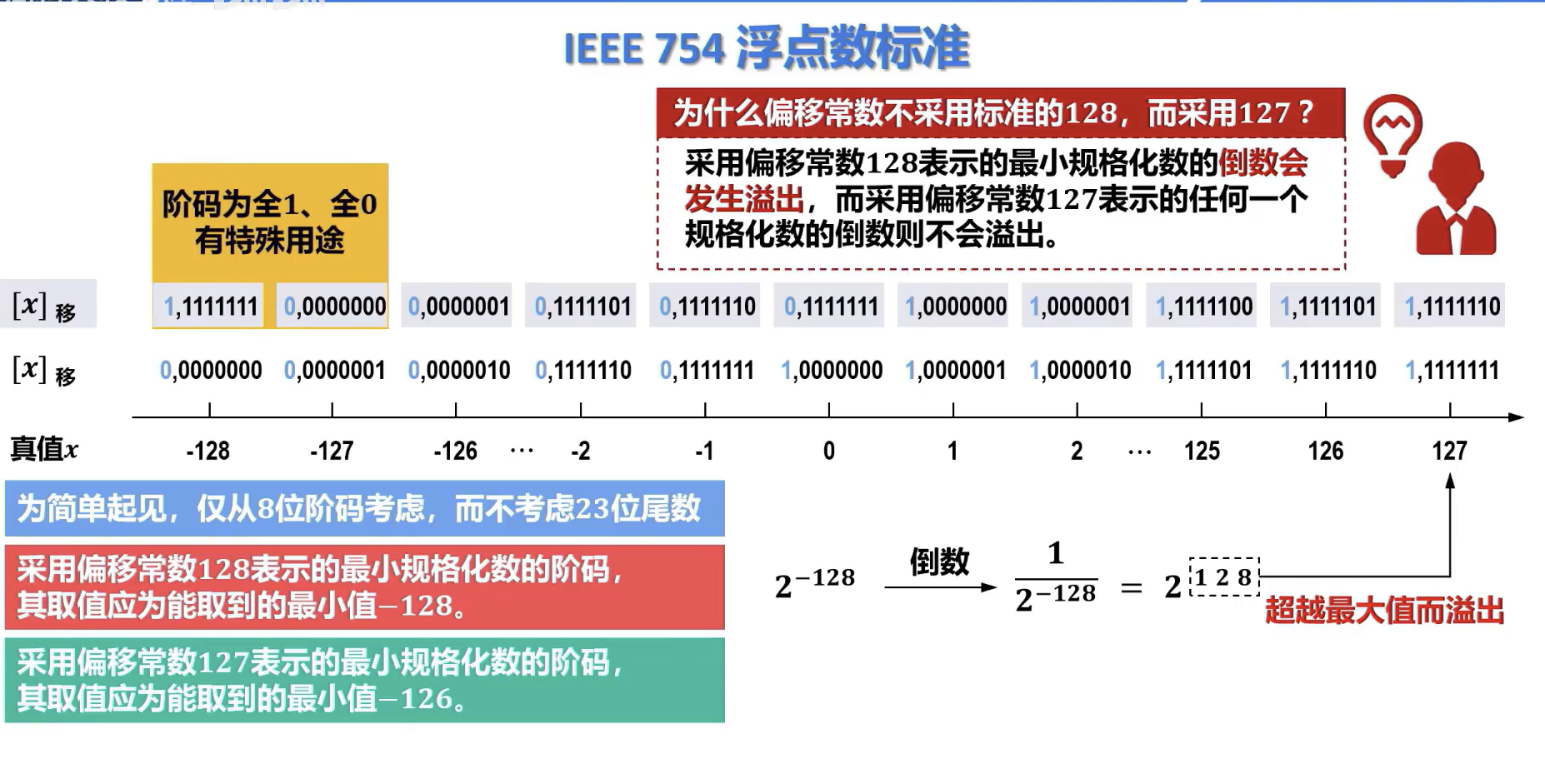 IEEE 754 浮点数标准
为什么偏移常数不采用标准的128，而采用127？
采用偏移常数128表示的最小规格化数的倒数会
发生溢出，而采用偏移常数127表示的任何一个
规格化数的倒数则不会溢出。
阶码为全1、全0
有特殊用途
[x]移 1,1111111 0,0000000 0,0000001 0,1111101 0,1111110 0,1111111 1,0000000 1,0000001 1,1111100 1,1111101 1,1111110
[x]移 0,0000000 0,0000001 0,0000010 0,1111110 0,1111111 1,0000000 1,0000001 1,0000010 1,1111101 1,1111110 1,1111111
真值x -128 -127 -126 … -2 -1 0 1 2 … 125 126 127
为简单起见，仅从8位阶码考虑，而不考虑23位尾数
采用偏移常数128表示的最小规格化数的阶码，
其取值应为能取到的最小值−128。
采用偏移常数127表示的最小规格化数的阶码，
其取值应为能取到的最小值−126。
2^{−128} 倒数 \frac{1}{2^{−128}} = 2^{128}
超越最大值而溢出